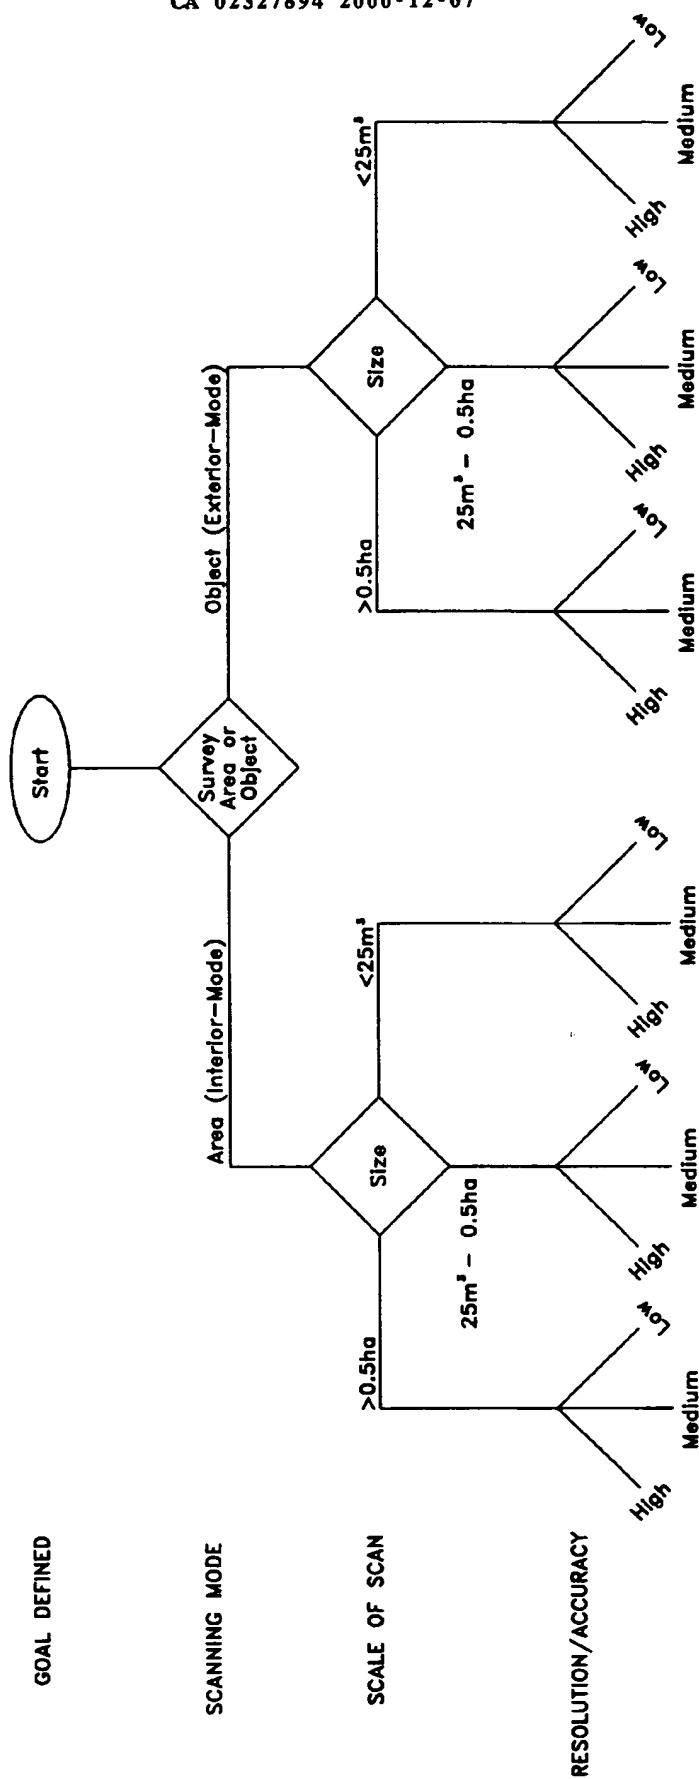 CA 02327894 2000-12-07
GOAL DEFINED
Start
SCANNING MODE
Area (Interior-Mode)
Survey
Area or
Object
Object (Exterior-Mode)
SCALE OF SCAN
>0.5ha
Size
<25m³
25m³ - 0.5ha
>0.5ha
Size
<25m³
25m³ - 0.5ha
RESOLUTION/ACCURACY
High
Medium
Low
High
Medium
Low
High
Medium
Low
High
Medium
Low
High
Medium
Low
High
Medium
Low